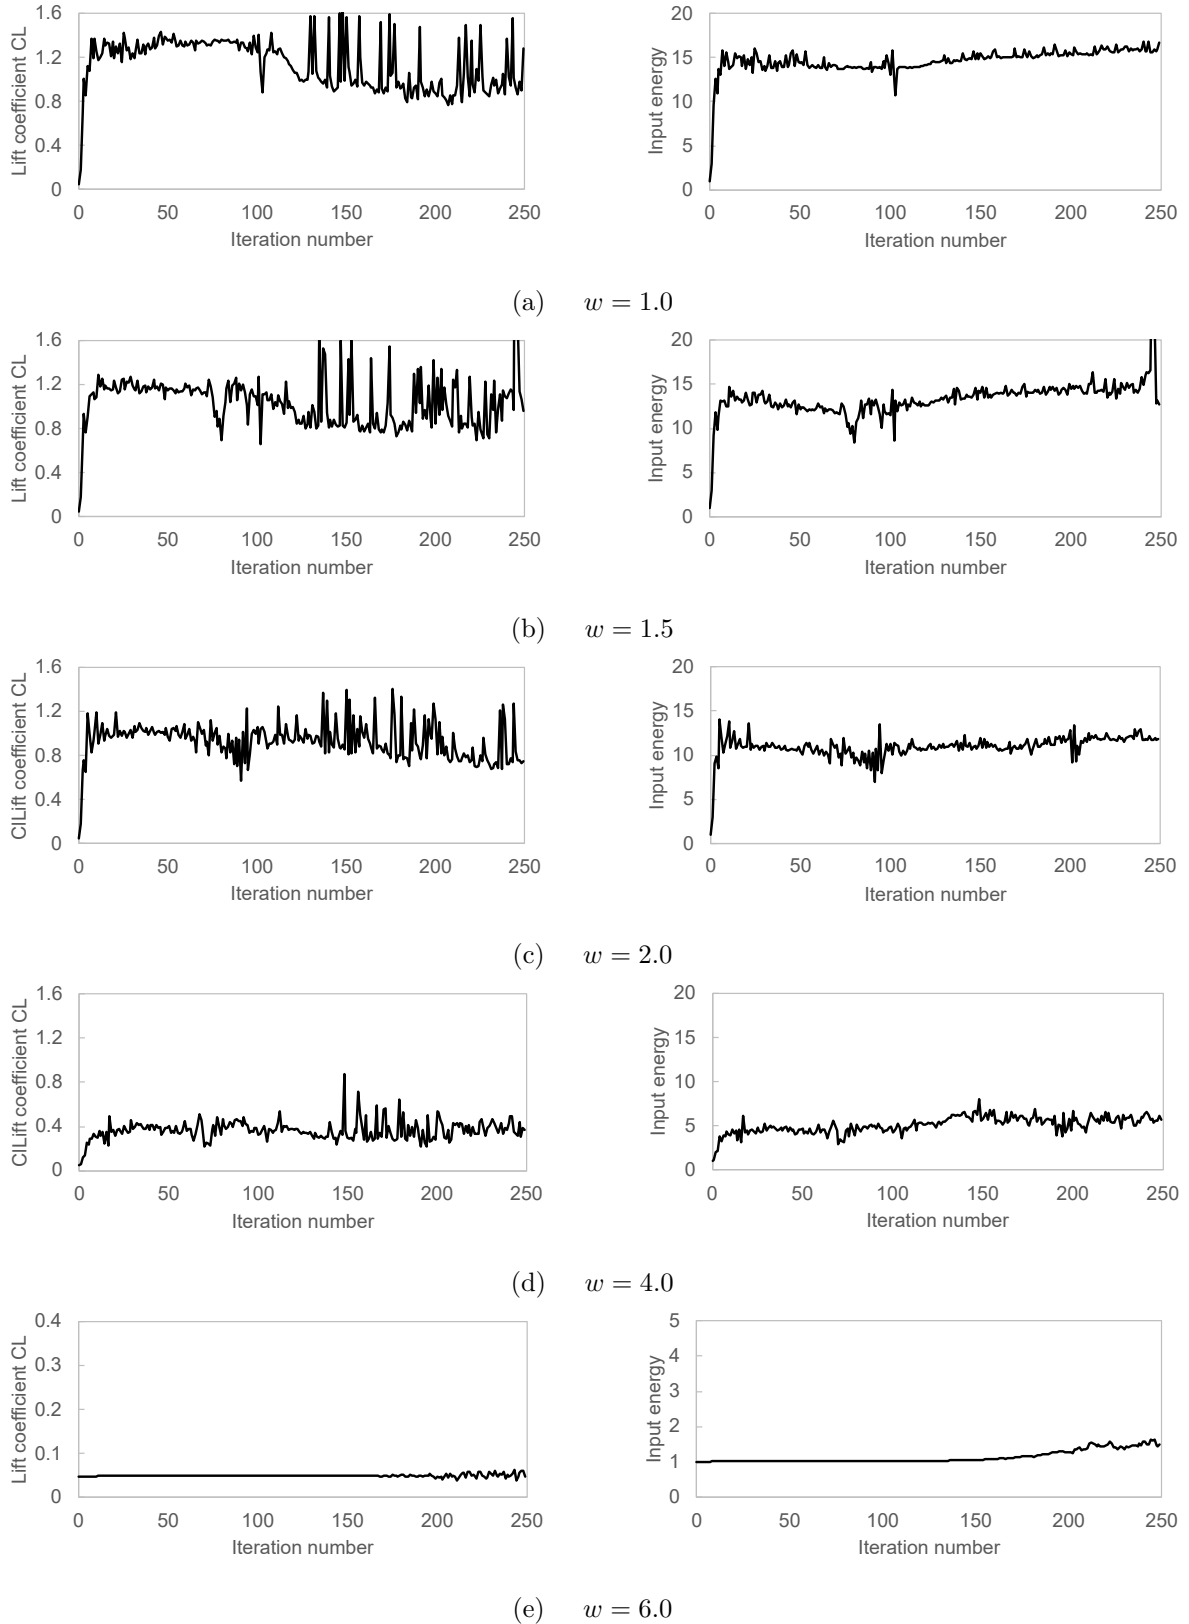 Lift coefficient CL
1.6
1.2
0.8
0.4
0
0 50 100 150 200 250
Iteration number
Input energy
20
15
10
5
0
0 50 100 150 200 250
Iteration number
(a) w = 1.0
Lift coefficient CL
1.6
1.2
0.8
0.4
0
0 50 100 150 200 250
Iteration number
Input energy
20
15
10
5
0
0 50 100 150 200 250
Iteration number
(b) w = 1.5
ClLift coefficient CL
1.6
1.2
0.8
0.4
0
0 50 100 150 200 250
Iteration number
Input energy
20
15
10
5
0
0 50 100 150 200 250
Iteration number
(c) w = 2.0
ClLift coefficient CL
1.6
1.2
0.8
0.4
0
0 50 100 150 200 250
Iteration number
Input energy
20
15
10
5
0
0 50 100 150 200 250
Iteration number
(d) w = 4.0
Lift coefficient CL
0.4
0.3
0.2
0.1
0
0 50 100 150 200 250
Iteration number
Input energy
5
4
3
2
1
0
0 50 100 150 200 250
Iteration number
(e) w = 6.0